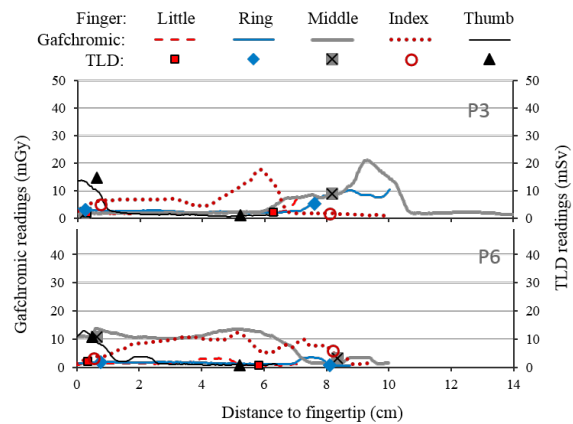 Finger: Little Ring Middle Index Thumb
Gafchromic:
TLD:
50 50
40 40
P3
30 30
20 20
10 10
0 0
Gafchromic readings (mGy)
TLD readings (mSv)
P6
40 40
30 30
20 20
10 10
0 0
0 2 4 6 8 10 12 14
Distance to fingertip (cm)